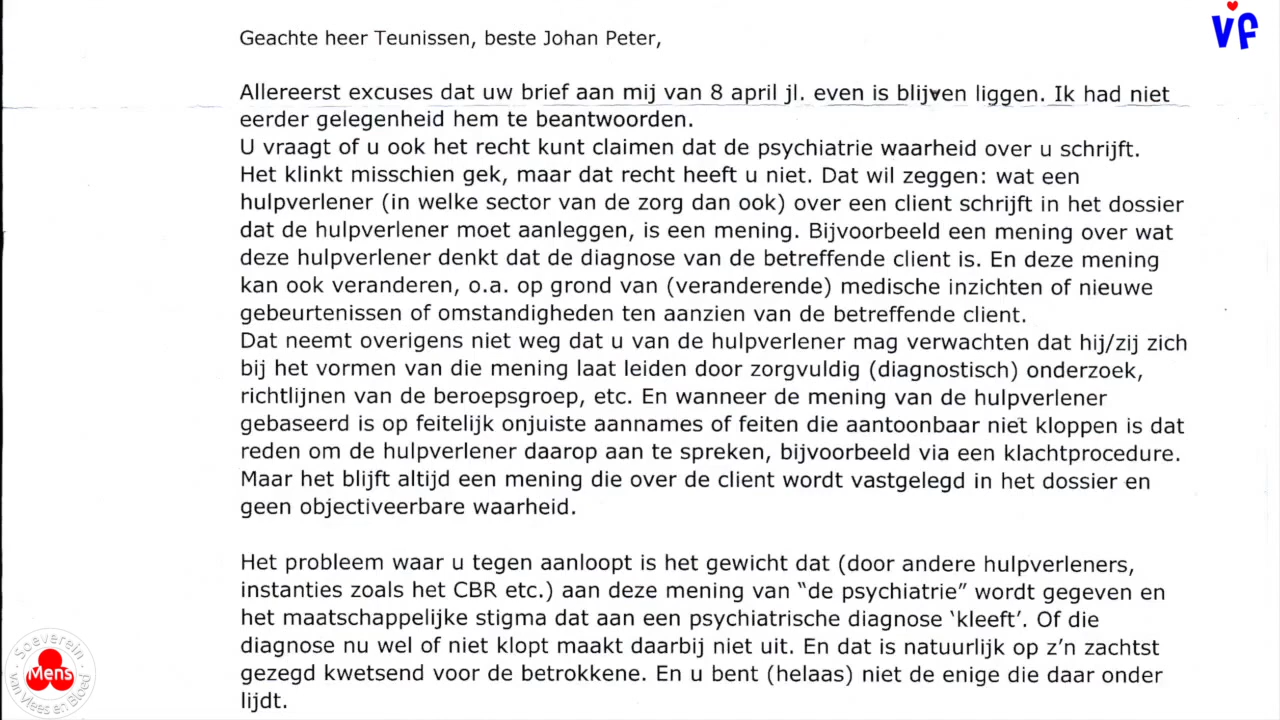 VF
Geachte heer Teunissen, beste Johan Peter,
Allereerst excuses dat uw brief aan mij van 8 april jl. even is blijven liggen. Ik had niet
eerder gelegenheid hem te beantwoorden.
U vraagt of u ook het recht kunt claimen dat de psychiatrie waarheid over u schrijft.
Het klinkt misschien gek, maar dat recht heeft u niet. Dat wil zeggen: wat een
hulpverlener (in welke sector van de zorg dan ook) over een client schrijft in het dossier
dat de hulpverlener moet aanleggen, is een mening. Bijvoorbeeld een mening over wat
deze hulpverlener denkt dat de diagnose van de betreffende client is. En deze mening
kan ook veranderen, o.a. op grond van (veranderende) medische inzichten of nieuwe
gebeurtenissen of omstandigheden ten aanzien van de betreffende client.
Dat neemt overigens niet weg dat u van de hulpverlener mag verwachten dat hij/zij zich
bij het vormen van die mening laat leiden door zorgvuldig (diagnostisch) onderzoek,
richtlijnen van de beroepsgroep, etc. En wanneer de mening van de hulpverlener
gebaseerd is op feitelijk onjuiste aannames of feiten die aantoonbaar niet kloppen is dat
reden om de hulpverlener daarop aan te spreken, bijvoorbeeld via een klachtprocedure.
Maar het blijft altijd een mening die over de client wordt vastgelegd in het dossier en
geen objectiveerbare waarheid.
Het probleem waar u tegen aanloopt is het gewicht dat (door andere hulpverleners,
instanties zoals het CBR etc.) aan deze mening van “de psychiatrie” wordt gegeven en
het maatschappelijke stigma dat aan een psychiatrische diagnose ‘kleeft’. Of die
diagnose nu wel of niet klopt maakt daarbij niet uit. En dat is natuurlijk op z’n zachtst
gezegd kwetsend voor de betrokkene. En u bent (helaas) niet de enige die daar onder
lijdt.
Soeverein
Mens
van Vlees en Bloed